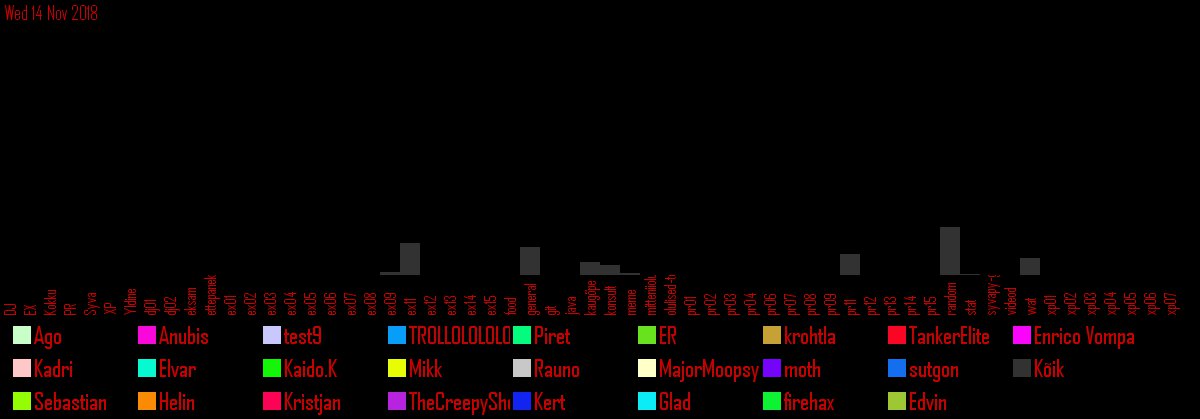 Wed 14 Nov 2018
DJ EX Kokku PR Syva XP Yldine dj01 dj02 eksam ettepanek ex01 ex02 ex03 ex04 ex05 ex06 ex07 ex08 ex09 ex11 ex12 ex13 ex14 ex15 food general git java kaugõpe konsult meme olulised-h pr01 pr02 pr03 pr04 pr06 pr07 pr08 pr09 pr11 pr12 pr13 pr14 pr15 random stat videod waf xp01 xp02 xp03 xp04 xp05 xp06 xp07
Ago Anubis test9 TROLLOLOLOLO Piret ER krohtla TankerElite Enrico Vompa
Kadri Elvar Kaido.K Mikk Rauno MajorMoopsy moth sutgon Kõik
Sebastian Helin Kristjan TheCreepyShu Kert Glad firehax Edvin